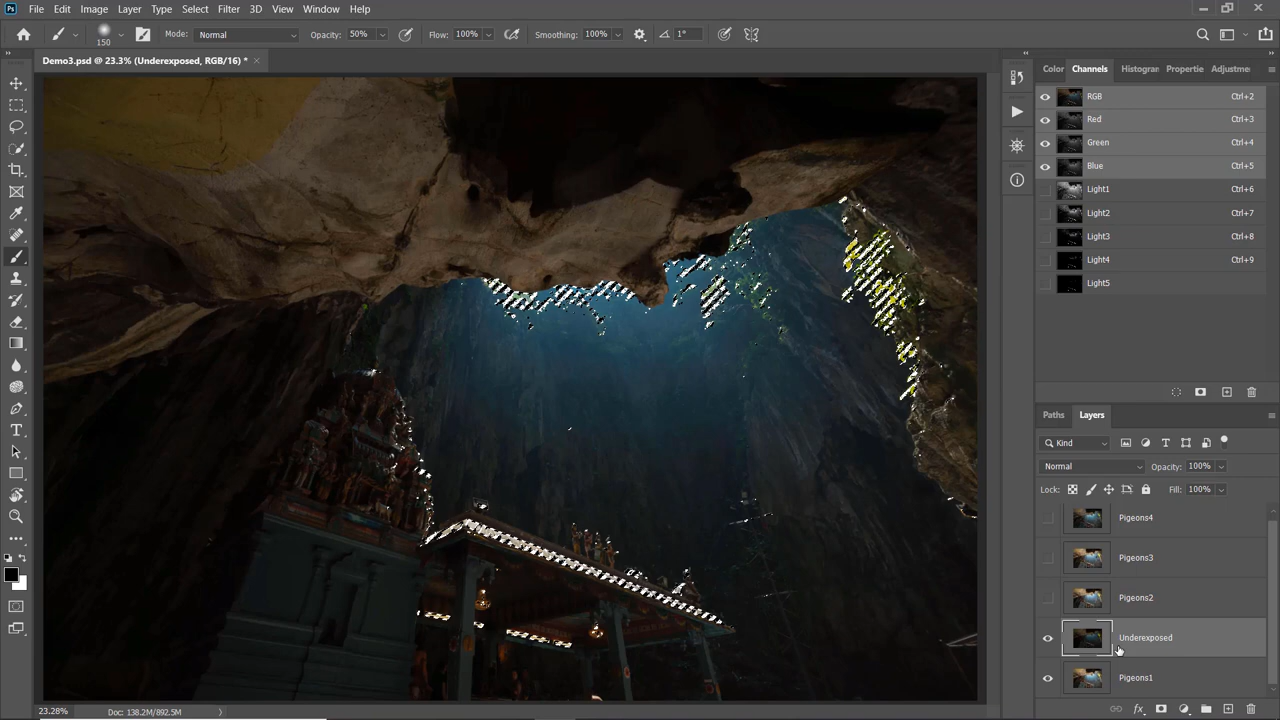 Ps File Edit Image Layer Type Select Filter 3D View Window Help
150 Mode: Normal Opacity: 50% Flow: 100% Smoothing: 100% 1°
Demo3.psd @ 23.3% (Underexposed, RGB/16) *
Color Channels Histogran Propertie Adjustme
RGB Ctrl+2
Red Ctrl+3
Green Ctrl+4
Blue Ctrl+5
Light1 Ctrl+6
Light2 Ctrl+7
Light3 Ctrl+8
Light4 Ctrl+9
Light5
Paths Layers
Kind
Normal Opacity: 100%
Lock: Fill: 100%
Pigeons4
Pigeons3
Pigeons2
Underexposed
Pigeons1
23.28% Doc: 138.2M/892.5M